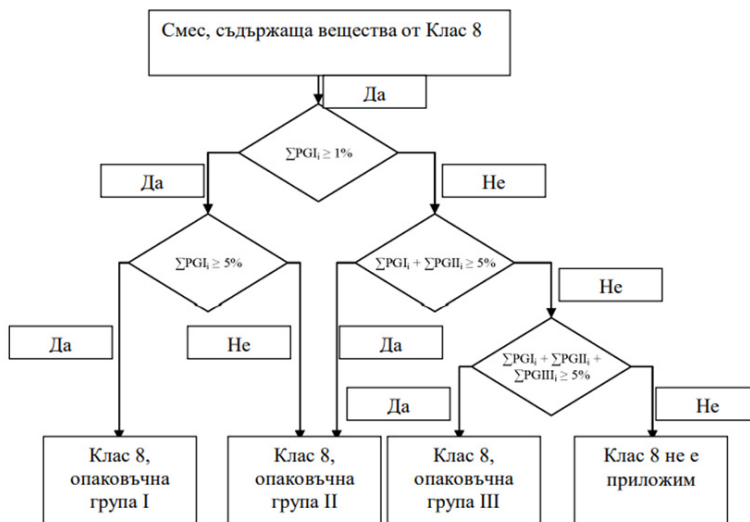 Смес, съдържаща вещества от Клас 8
Да
∑PGIᵢ ≥ 1%
Да
Не
∑PGIᵢ ≥ 5%
∑PGIᵢ + ∑PGIIᵢ ≥ 5%
Не
Да
Не
Да
∑PGIᵢ + ∑PGIIᵢ +
∑PGIIIᵢ ≥ 5%
Да
Не
Клас 8,
опаковъчна
група I
Клас 8,
опаковъчна
група II
Клас 8,
опаковъчна
група III
Клас 8 не е
приложим